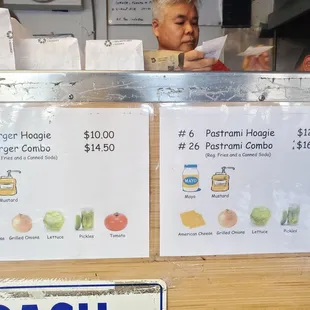 rger Hoagie $10.00
rger Combo $14.50
Fries and a Canned Soda)
Mustard
Grilled Onions Lettuce Pickles Tomato
# 6 Pastrami Hoagie
# 26 Pastrami Combo
(Reg. Fries and a Canned Soda)
MAYO
Mayo Mustard
American Cheese Grilled Onions Lettuce Pickles
CASH